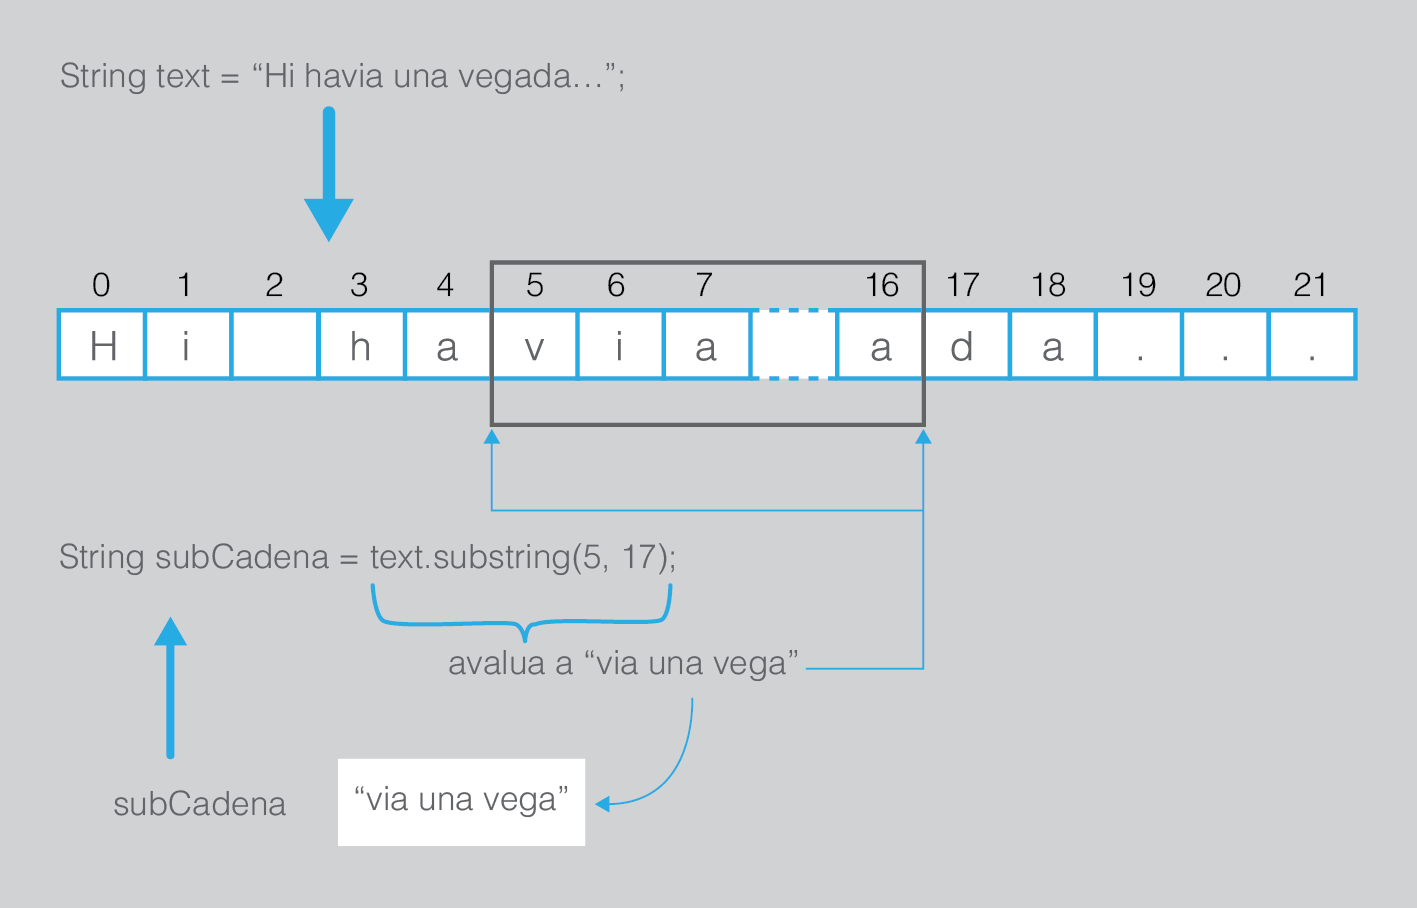 String text = “Hi havia una vegada…”;
0 1 2 3 4 5 6 7 16 17 18 19 20 21
H i h a v i a a d a . . .
String subCadena = text.substring(5, 17);
avalua a “via una vega”
subCadena “via una vega”